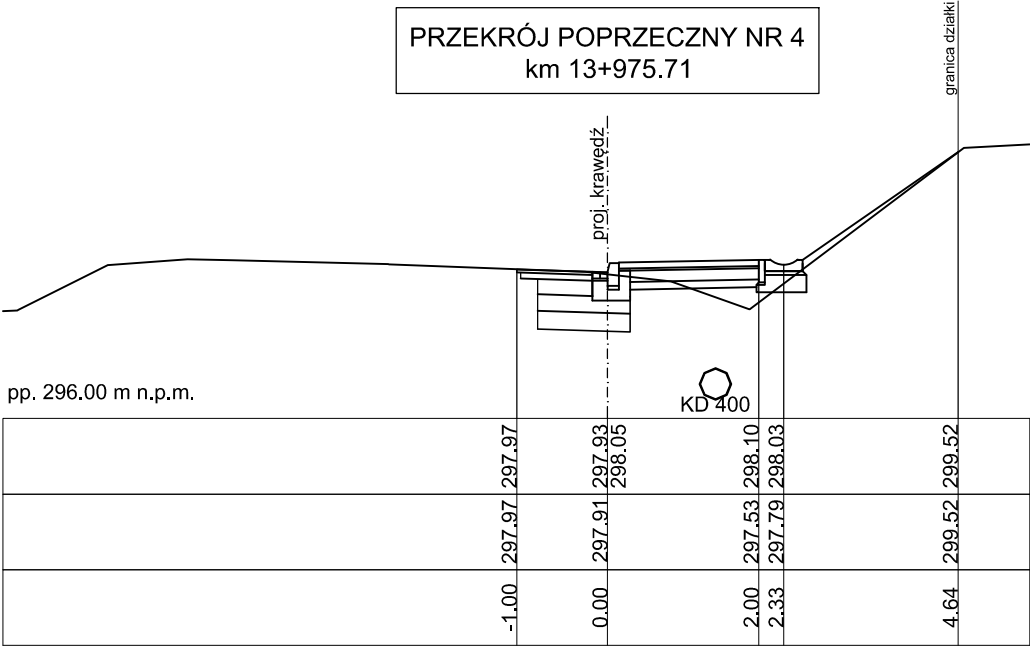 PRZEKRÓJ POPRZECZNY NR 4
km 13+975.71
granica działki
proj. krawędź
pp. 296.00 m n.p.m.
KD 400
297.97 297.93 298.05 298.10 298.03 299.52
297.97 297.91 297.53 297.79 299.52
-1.00 0.00 2.00 2.33 4.64